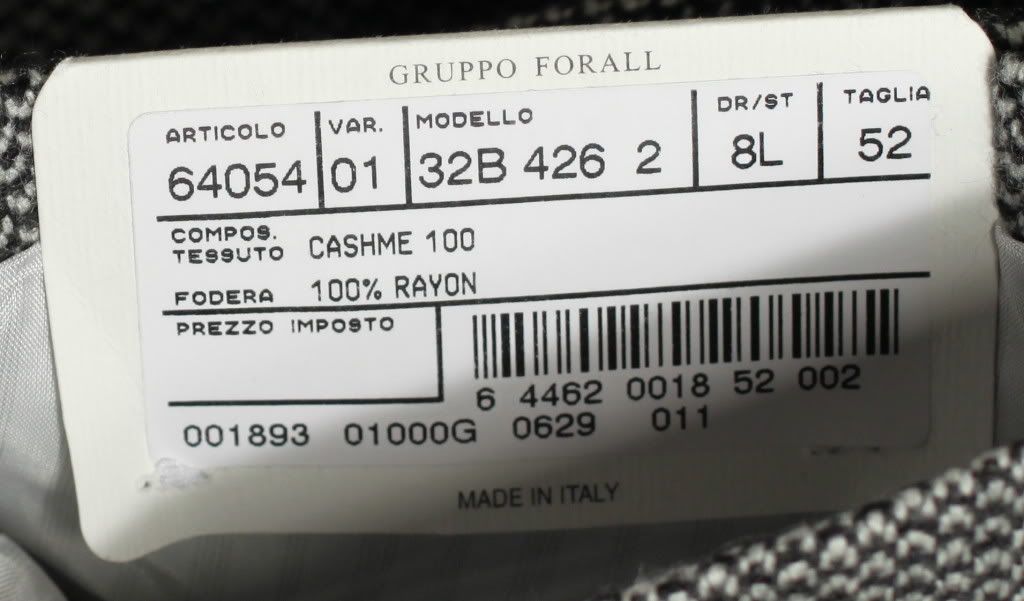 GRUPPO FORALL
ARTICOLO VAR. MODELLO DR/ST TAGLIA
64054 01 32B 426 2 8L 52
COMPOS.
TESSUTO CASHME 100
FODERA 100% RAYON
PREZZO IMPOSTO
6 4462 0018 52 002
001893 01000G 0629 011
MADE IN ITALY